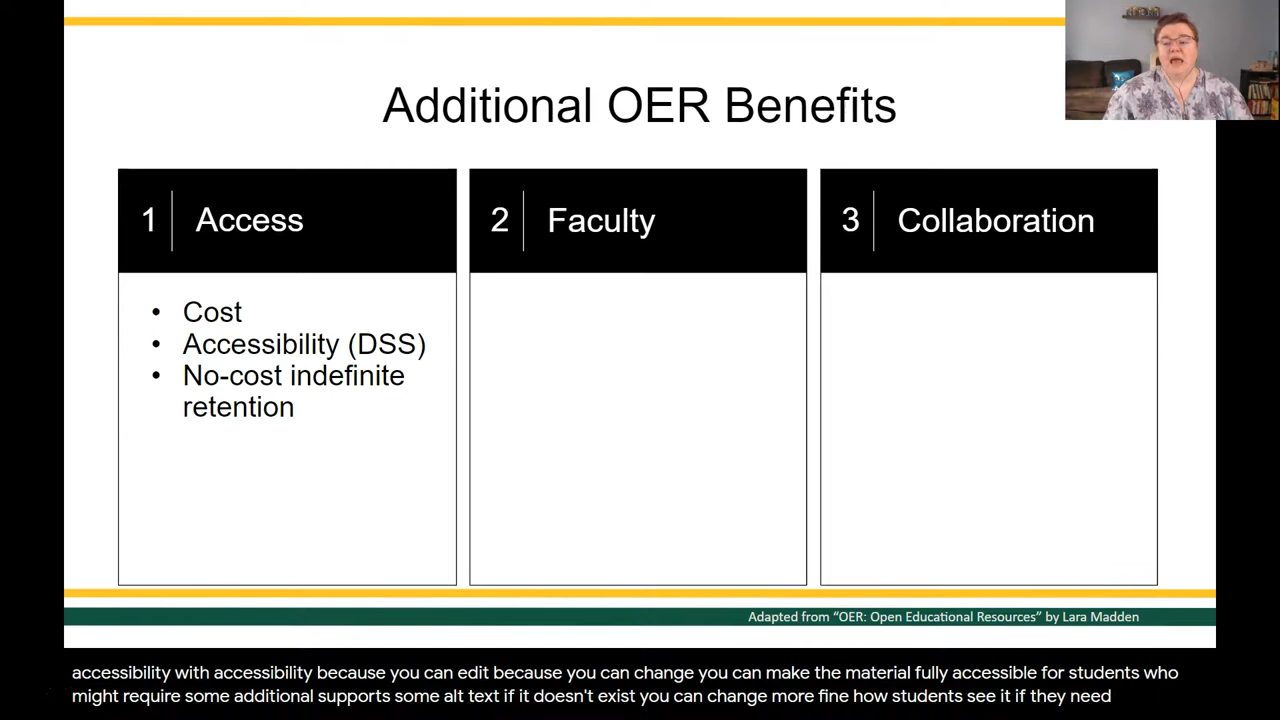 Additional OER Benefits
1 Access
2 Faculty
3 Collaboration
• Cost
• Accessibility (DSS)
• No-cost indefinite
retention
Adapted from “OER: Open Educational Resources” by Lara Madden
accessibility with accessibility because you can edit because you can change you can make the material fully accessible for students who
might require some additional supports some alt text if it doesn't exist you can change more fine how students see it if they need